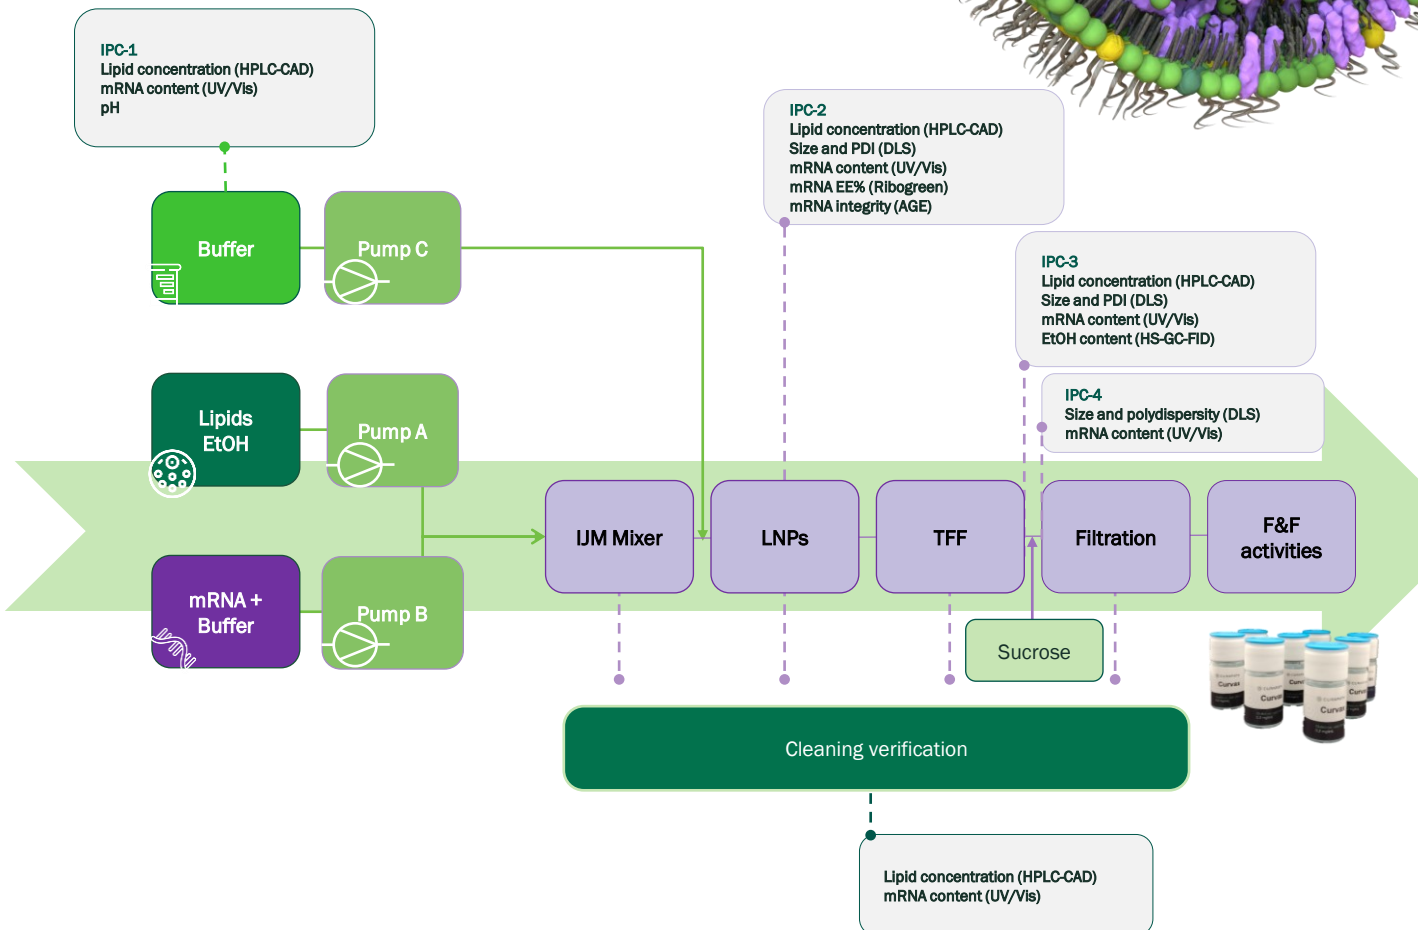 IPC-1
Lipid concentration (HPLC-CAD)
mRNA content (UV/Vis)
pH
IPC-2
Lipid concentration (HPLC-CAD)
Size and PDI (DLS)
mRNA content (UV/Vis)
mRNA EE% (Ribogreen)
mRNA integrity (AGE)
Buffer
Pump C
IPC-3
Lipid concentration (HPLC-CAD)
Size and PDI (DLS)
mRNA content (UV/Vis)
EtOH content (HS-GC-FID)
Lipids
EtOH
Pump A
IPC-4
Size and polydispersity (DLS)
mRNA content (UV/Vis)
IJM Mixer
LNPs
TFF
Filtration
F&F
activities
mRNA +
Buffer
Pump B
Sucrose
Curvax
Curvax
Cleaning verification
Lipid concentration (HPLC-CAD)
mRNA content (UV/Vis)